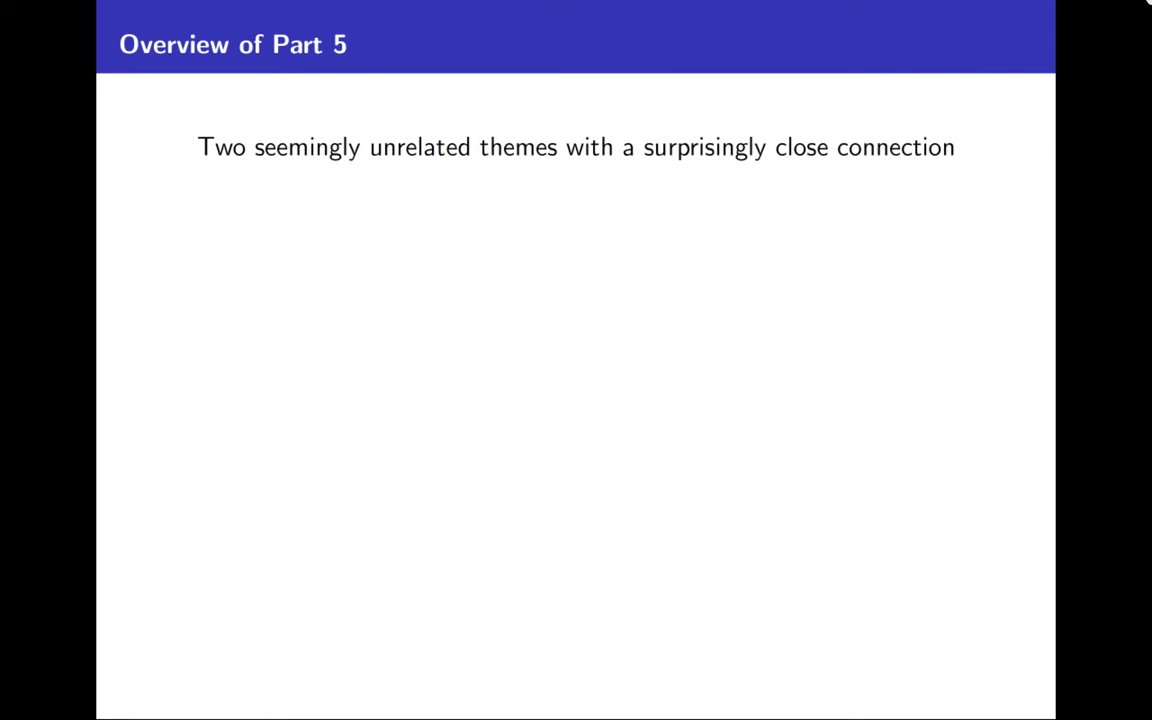 Overview of Part 5
Two seemingly unrelated themes with a surprisingly close connection